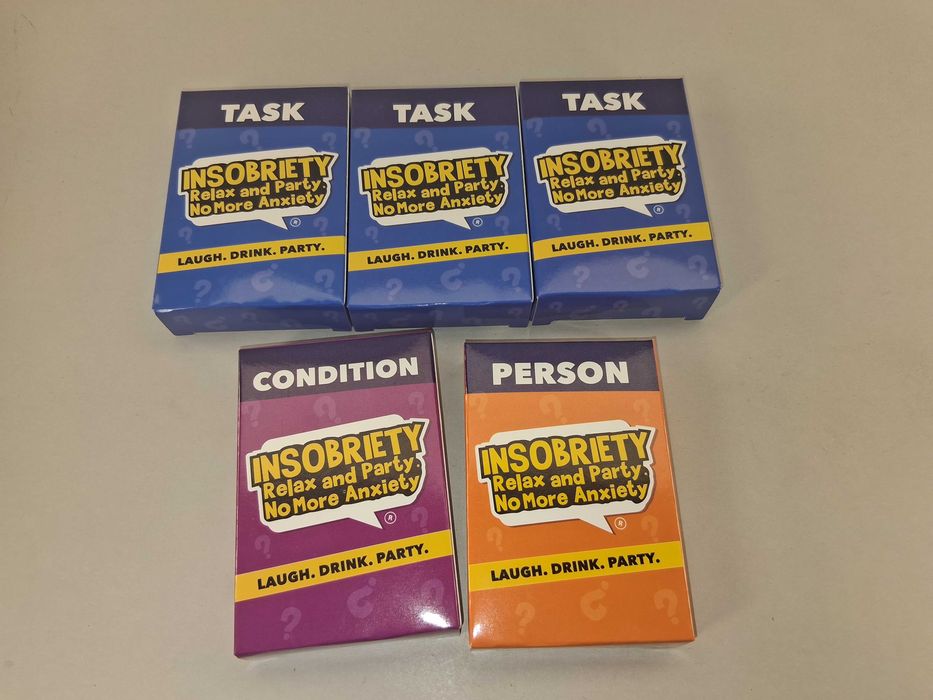 TASK
INSOBRIETY
Relax and Party.
No More Anxiety
®
LAUGH. DRINK. PARTY.
TASK
INSOBRIETY
Relax and Party.
No More Anxiety
®
LAUGH. DRINK. PARTY.
TASK
INSOBRIETY
Relax and Party.
No More Anxiety
®
LAUGH. DRINK. PARTY.
CONDITION
INSOBRIETY
Relax and Party.
No More Anxiety
®
LAUGH. DRINK. PARTY.
PERSON
INSOBRIETY
Relax and Party.
No More Anxiety
®
LAUGH. DRINK. PARTY.